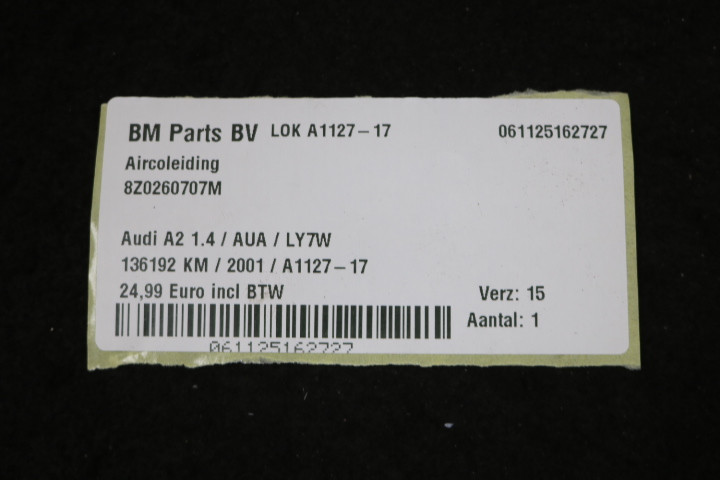 BM Parts BV LOK A1127-17 061125162727
Aircoleiding
8Z0260707M
Audi A2 1.4 / AUA / LY7W
136192 KM / 2001 / A1127-17
24,99 Euro incl BTW Verz: 15
Aantal: 1
061125162727